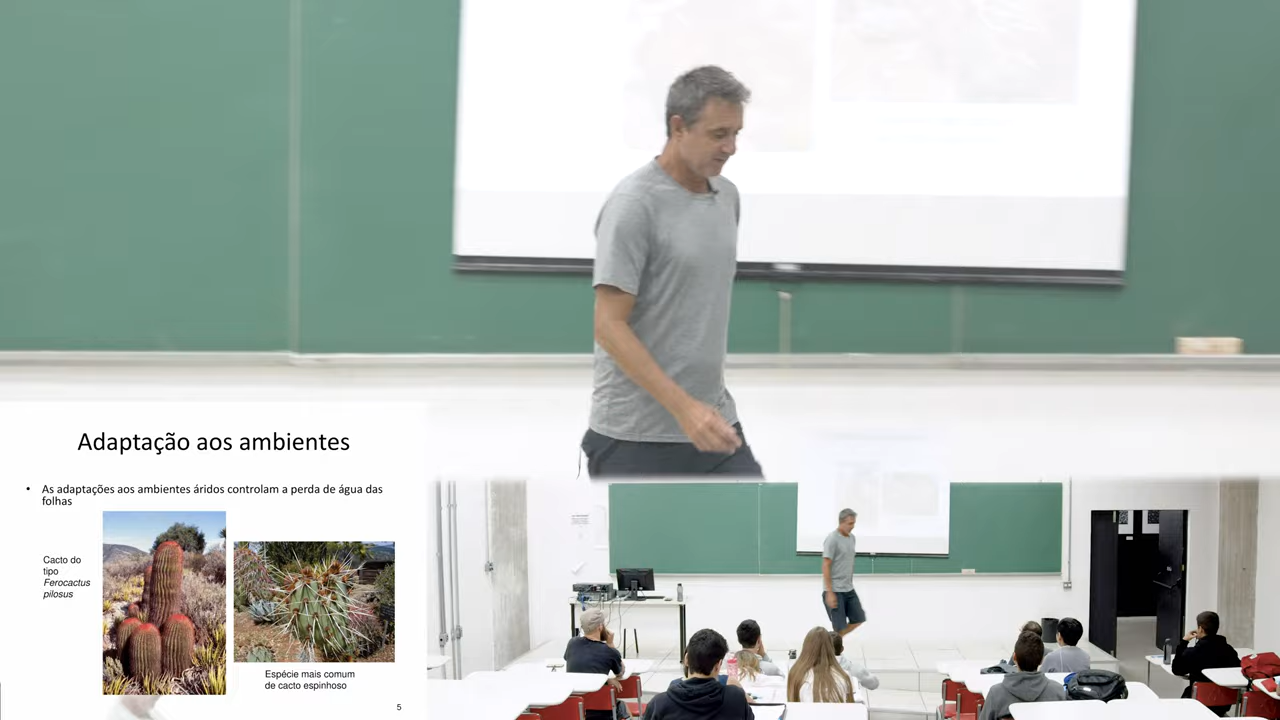 Adaptação aos ambientes
• As adaptações aos ambientes áridos controlam a perda de água das
folhas
Cacto do
tipo
Ferocactus
pilosus
Espécie mais comum
de cacto espinhoso
5